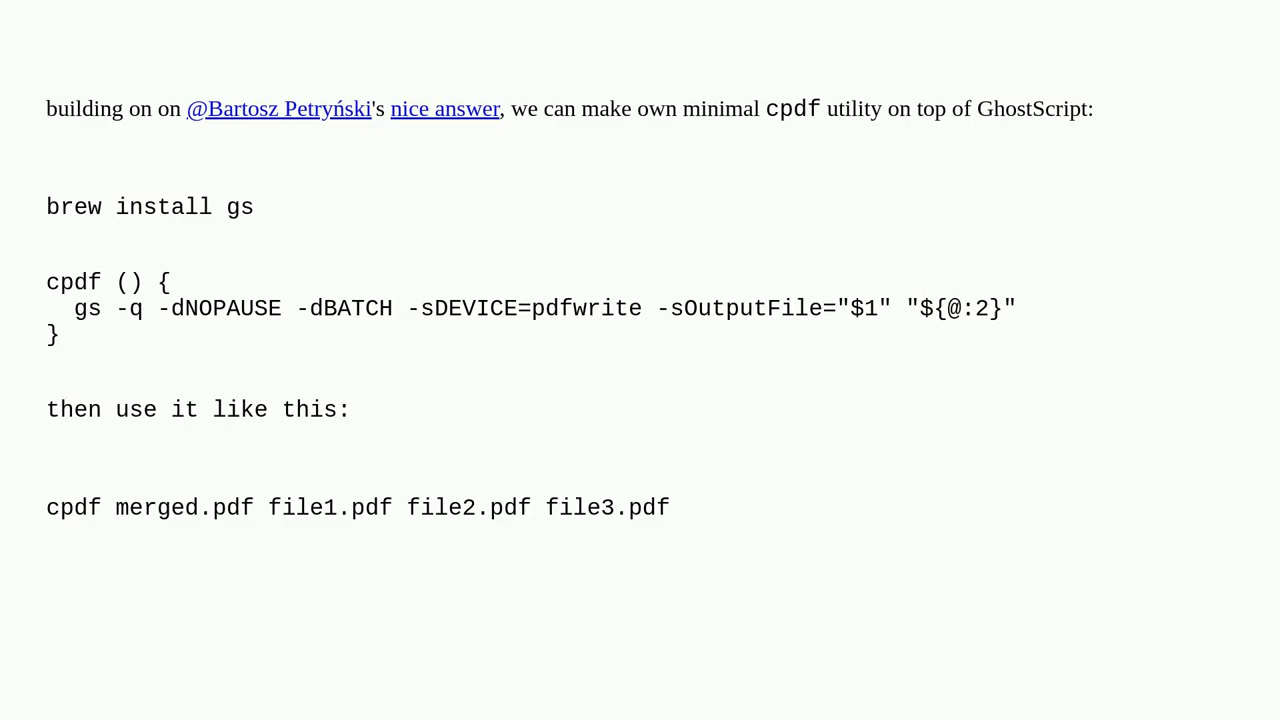 building on on @Bartosz Petryński's nice answer, we can make own minimal cpdf utility on top of GhostScript:
brew install gs
cpdf () {
  gs -q -dNOPAUSE -dBATCH -sDEVICE=pdfwrite -sOutputFile="$1" "${@:2}"
}
then use it like this:
cpdf merged.pdf file1.pdf file2.pdf file3.pdf